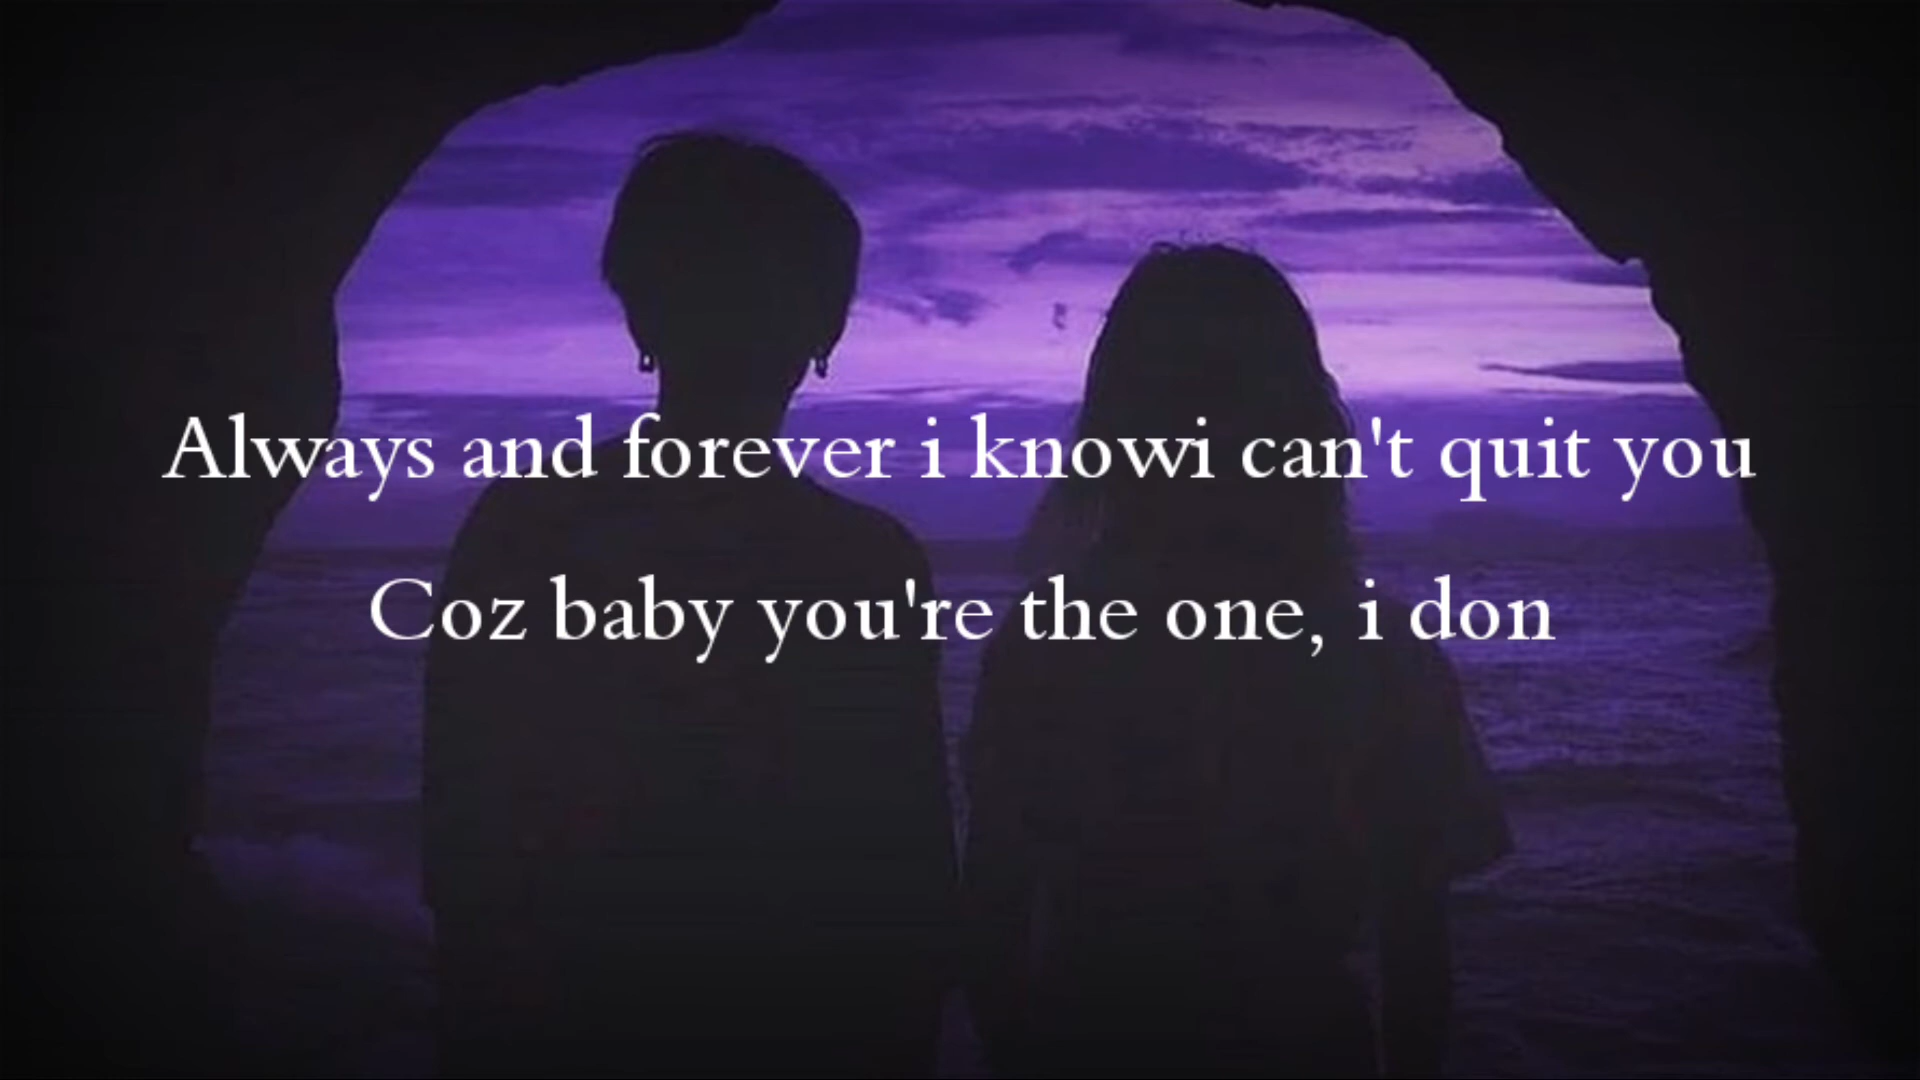 Always and forever i knowi can't quit you
Coz baby you're the one, i don